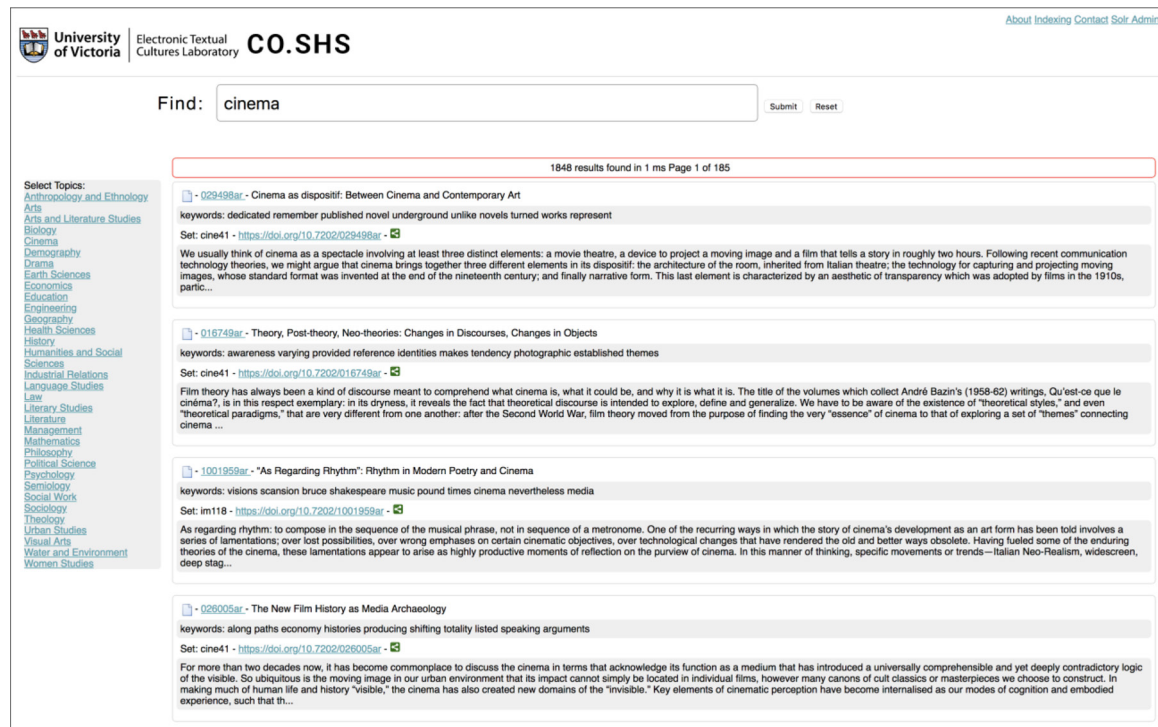 About Indexing Contact Solr Admin
University of Victoria
Electronic Textual Cultures Laboratory
CO.SHS
Find: cinema Submit Reset
1848 results found in 1 ms Page 1 of 185
Select Topics:
Anthropology and Ethnology
Arts
Arts and Literature Studies
Biology
Cinema
Demography
Drama
Earth Sciences
Economics
Education
Engineering
Geography
Health Sciences
History
Humanities and Social
Sciences
Industrial Relations
Language Studies
Law
Literary Studies
Literature
Management
Mathematics
Philosophy
Political Science
Psychology
Semiology
Social Work
Sociology
Theology
Urban Studies
Visual Arts
Water and Environment
Women Studies
- 029498ar - Cinema as dispositif: Between Cinema and Contemporary Art
keywords: dedicated remember published novel underground unlike novels turned works represent
Set: cine41 - https://doi.org/10.7202/029498ar -
We usually think of cinema as a spectacle involving at least three distinct elements: a movie theatre, a device to project a moving image and a film that tells a story in roughly two hours. Following recent communication
technology theories, we might argue that cinema brings together three different elements in its dispositif: the architecture of the room, inherited from Italian theatre; the technology for capturing and projecting moving
images, whose standard format was invented at the end of the nineteenth century; and finally narrative form. This last element is characterized by an aesthetic of transparency which was adopted by films in the 1910s,
partic...
- 016749ar - Theory, Post-theory, Neo-theories: Changes in Discourses, Changes in Objects
keywords: awareness varying provided reference identities makes tendency photographic established themes
Set: cine41 - https://doi.org/10.7202/016749ar -
Film theory has always been a kind of discourse meant to comprehend what cinema is, what it could be, and why it is what it is. The title of the volumes which collect André Bazin's (1958-62) writings, Qu'est-ce que le
cinéma?, is in this respect exemplary: in its dryness, it reveals the fact that theoretical discourse is intended to explore, define and generalize. We have to be aware of the existence of "theoretical styles," and even
"theoretical paradigms," that are very different from one another: after the Second World War, film theory moved from the purpose of finding the very "essence" of cinema to that of exploring a set of "themes" connecting
cinema ...
- 1001959ar - "As Regarding Rhythm": Rhythm in Modern Poetry and Cinema
keywords: visions scansion bruce shakespeare music pound times cinema nevertheless media
Set: im118 - https://doi.org/10.7202/1001959ar -
As regarding rhythm: to compose in the sequence of the musical phrase, not in sequence of a metronome. One of the recurring ways in which the story of cinema's development as an art form has been told involves a
series of lamentations; over lost possibilities, over wrong emphases on certain cinematic objectives, over technological changes that have rendered the old and better ways obsolete. Having fueled some of the enduring
theories of the cinema, these lamentations appear to arise as highly productive moments of reflection on the purview of cinema. In this manner of thinking, specific movements or trends—Italian Neo-Realism, widescreen,
deep stag...
- 026005ar - The New Film History as Media Archaeology
keywords: along paths economy histories producing shifting totality listed speaking arguments
Set: cine41 - https://doi.org/10.7202/026005ar -
For more than two decades now, it has become commonplace to discuss the cinema in terms that acknowledge its function as a medium that has introduced a universally comprehensible and yet deeply contradictory logic
of the visible. So ubiquitous is the moving image in our urban environment that its impact cannot simply be located in individual films, however many canons of cult classics or masterpieces we choose to construct. In
making much of human life and history "visible," the cinema has also created new domains of the "invisible." Key elements of cinematic perception have become internalised as our modes of cognition and embodied
experience, such that th...